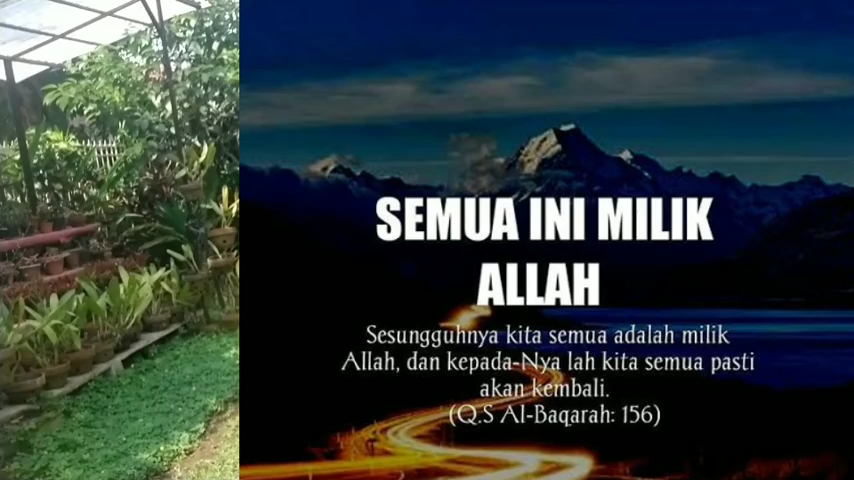 SEMUA INI MILIK
ALLAH
Sesungguhnya kita semua adalah milik
Allah, dan kepada-Nya lah kita semua pasti
akan kembali.
(Q.S Al-Baqarah: 156)